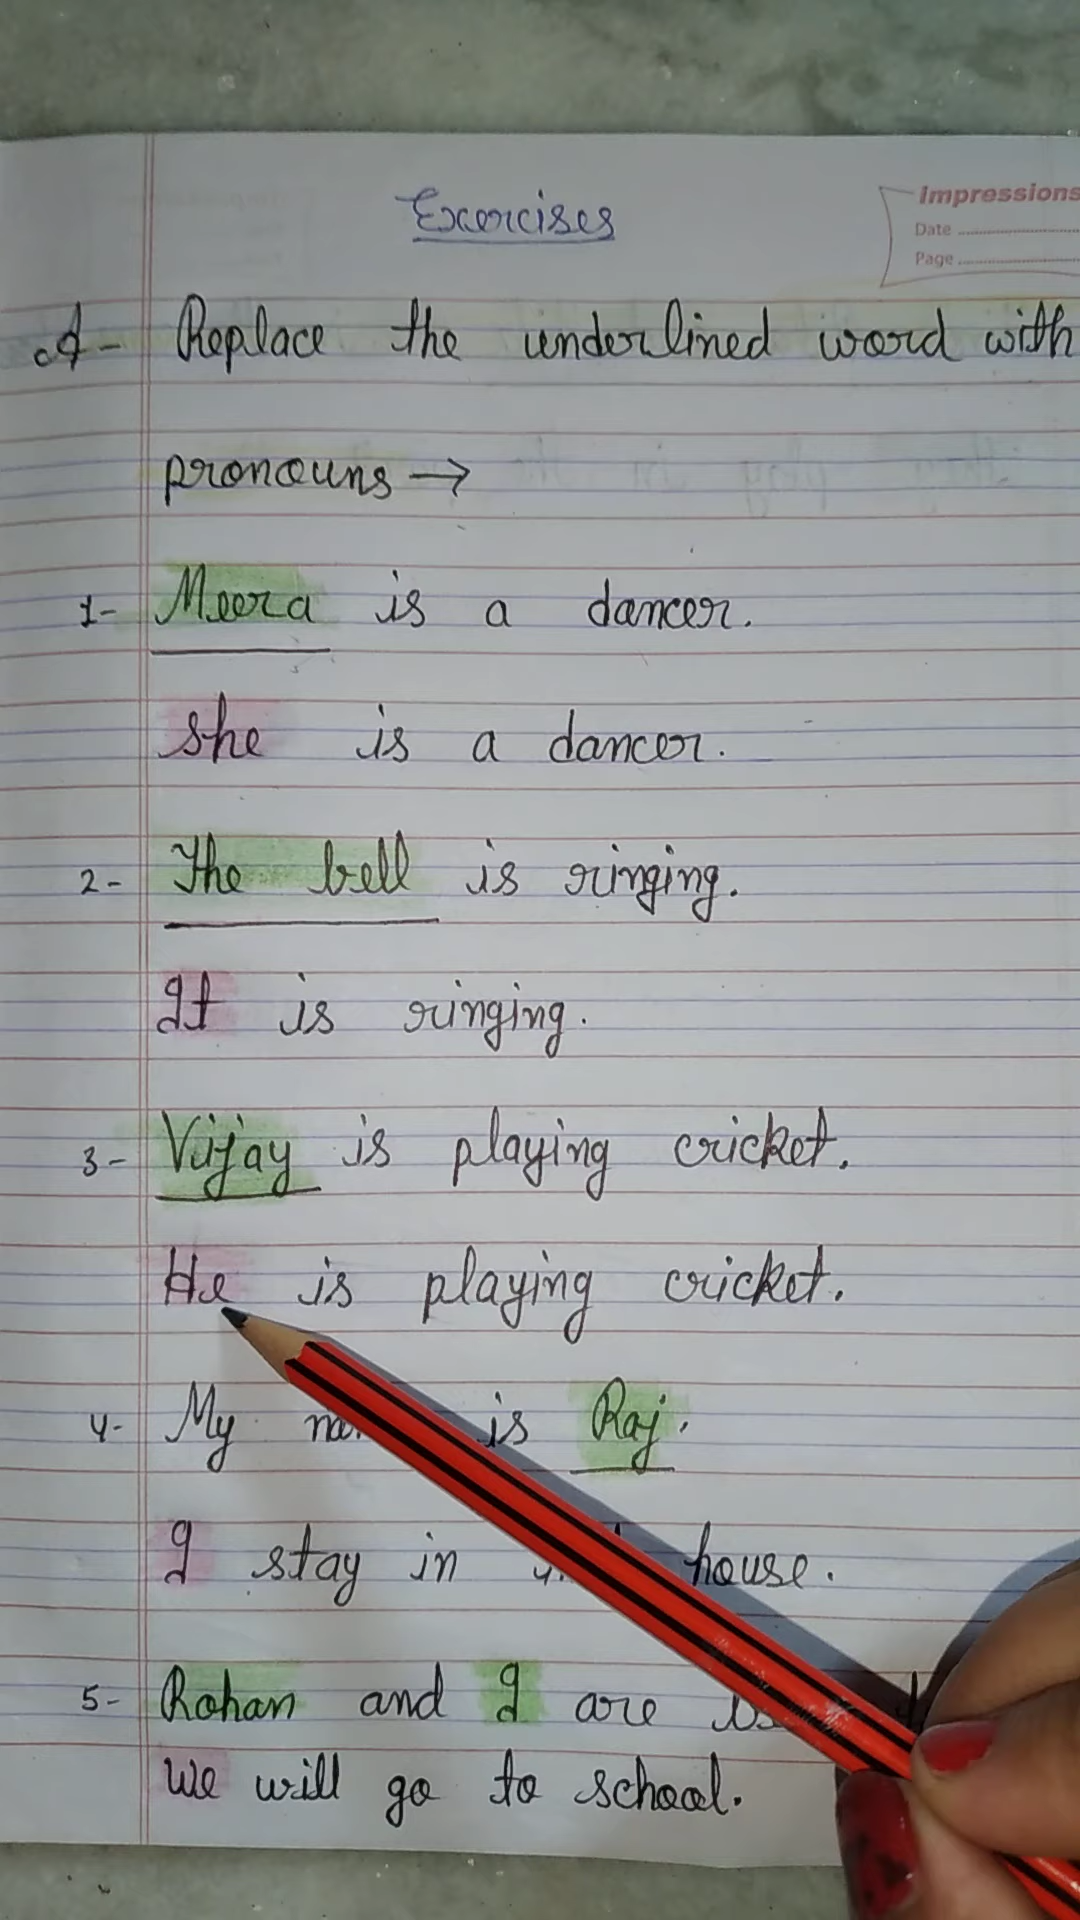 Exercises
Impressions
Date
Page
A- Replace the underlined word with
pronouns →
1- Meera is a dancer.
She is a dancer.
2- The bell is ringing.
It is ringing.
3- Vijay is playing cricket.
He is playing cricket.
4- My is Raj.
I stay in house.
5- Rohan and I are
We will go to school.